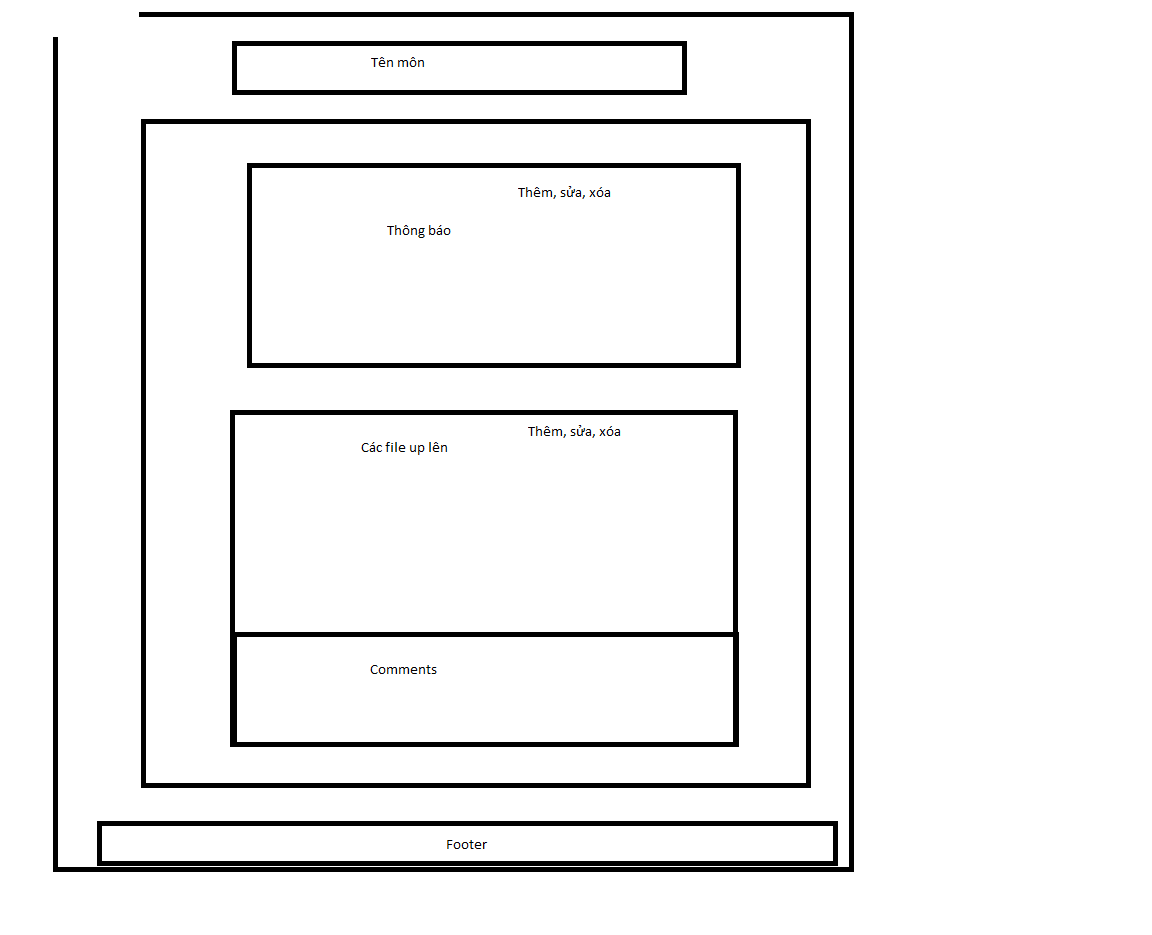 Tên môn
Thêm, sửa, xóa
Thông báo
Thêm, sửa, xóa
Các file up lên
Comments
Footer